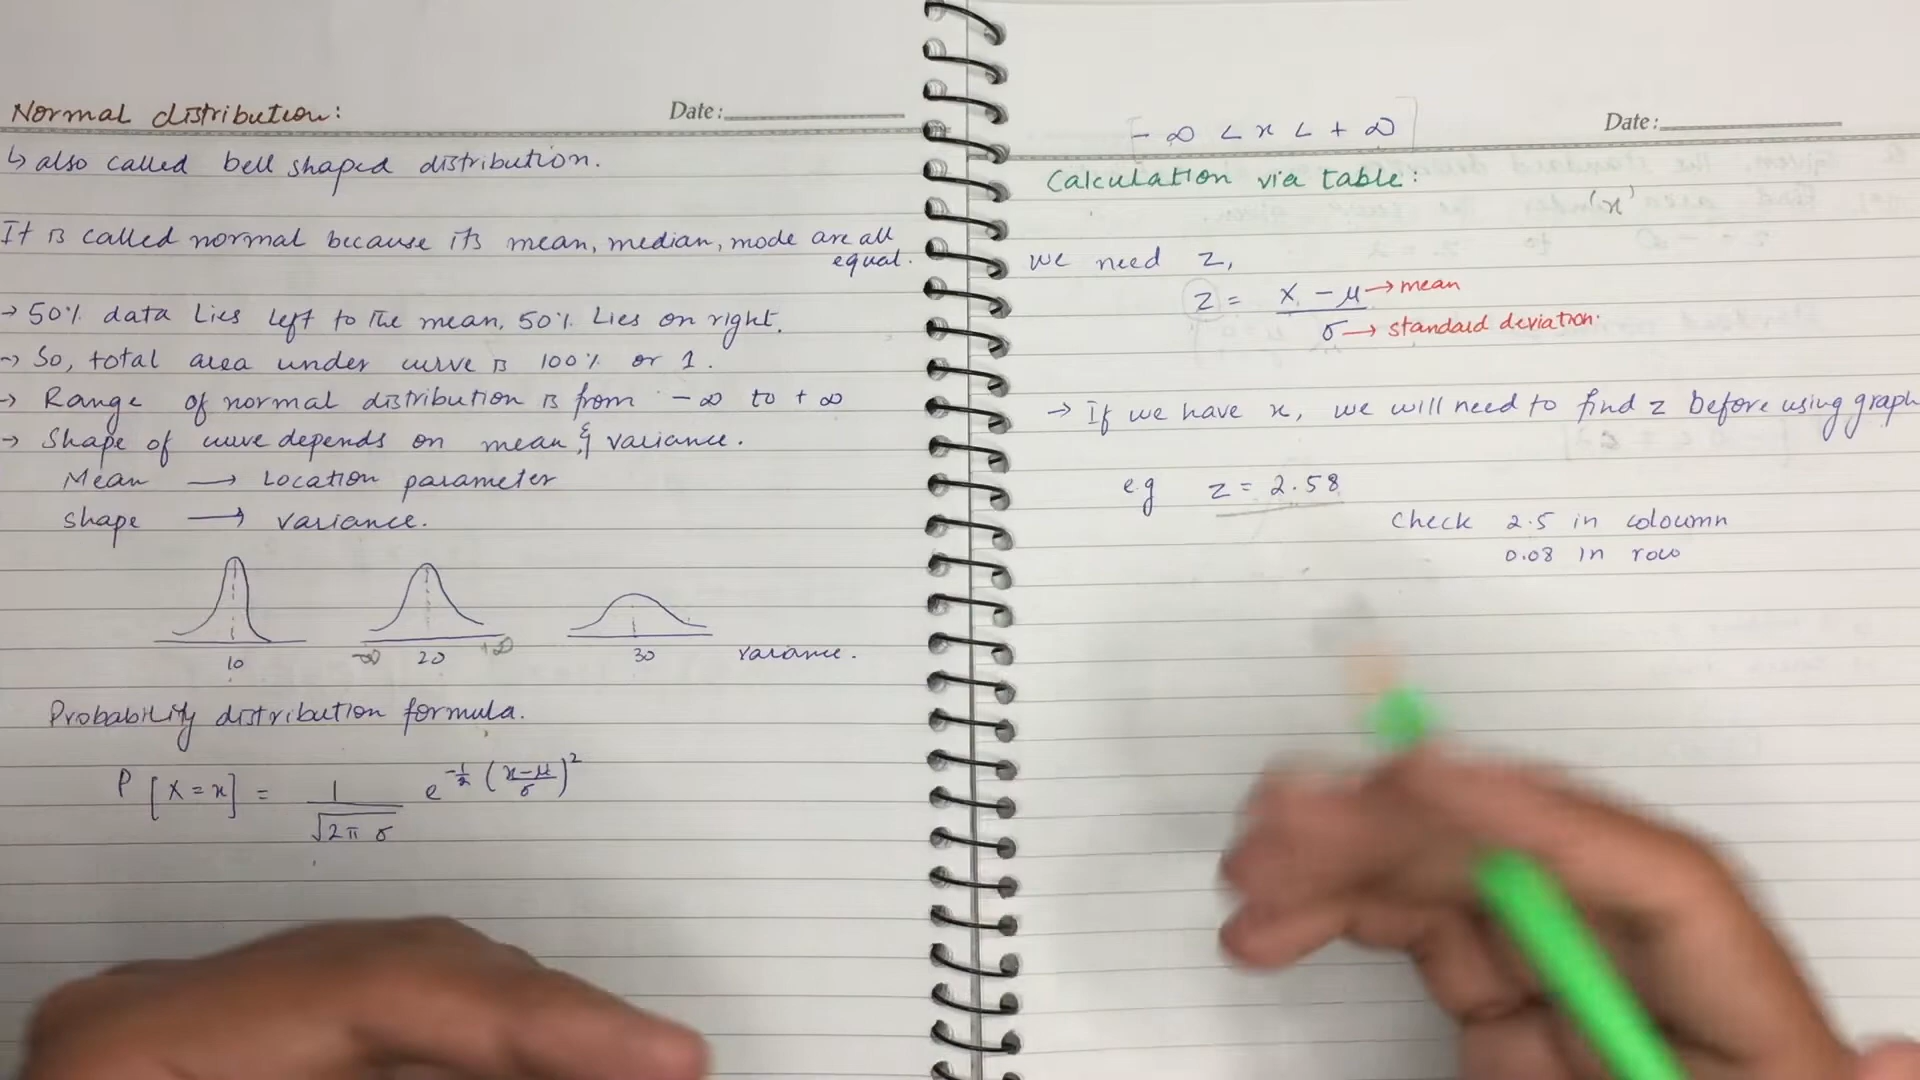 Normal distribution:
Date:
↳ also called bell shaped distribution.
It is called normal because its mean, median, mode are all
equal.
→ 50% data lies left to the mean, 50% lies on right.
→ So, total area under curve is 100% or 1.
→ Range of normal distribution is from -∞ to +∞
→ Shape of curve depends on mean & variance.
Mean → Location parameter
shape → variance.
-∞ +∞
10 20 30 variance.
Probability distribution formula.
P [X=x] = 1/√2π σ e^-1/2 (x-μ/σ)^2
-∞ < x < +∞
Date:
Calculation via table:
'x'
we need z,
z = x - μ → mean
σ → standard deviation.
→ If we have x, we will need to find z before using graph
e.g z = 2.58
check 2.5 in coloumn
0.08 in row